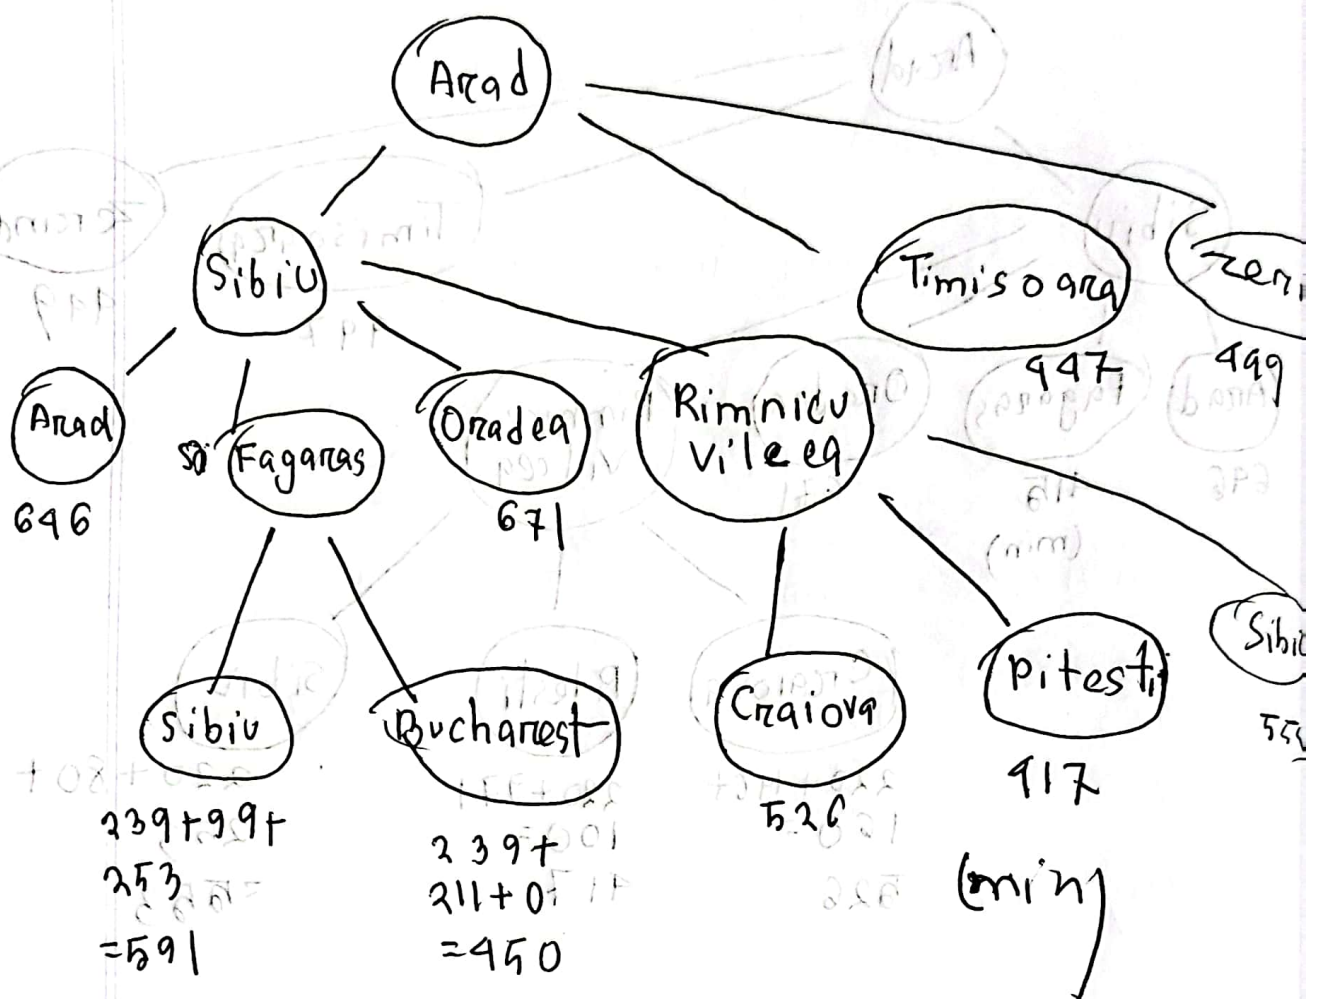 Arad
Sibiu
Timisoara
Zeri
447
449
Arad
Fagaras
Oradea
Rimnicu
Vileea
646
671
Sibiu
Bucharest
Craiova
Pitesti
Sibiu
239+99+
253
=591
239+
211+0
=450
526
417
(min)